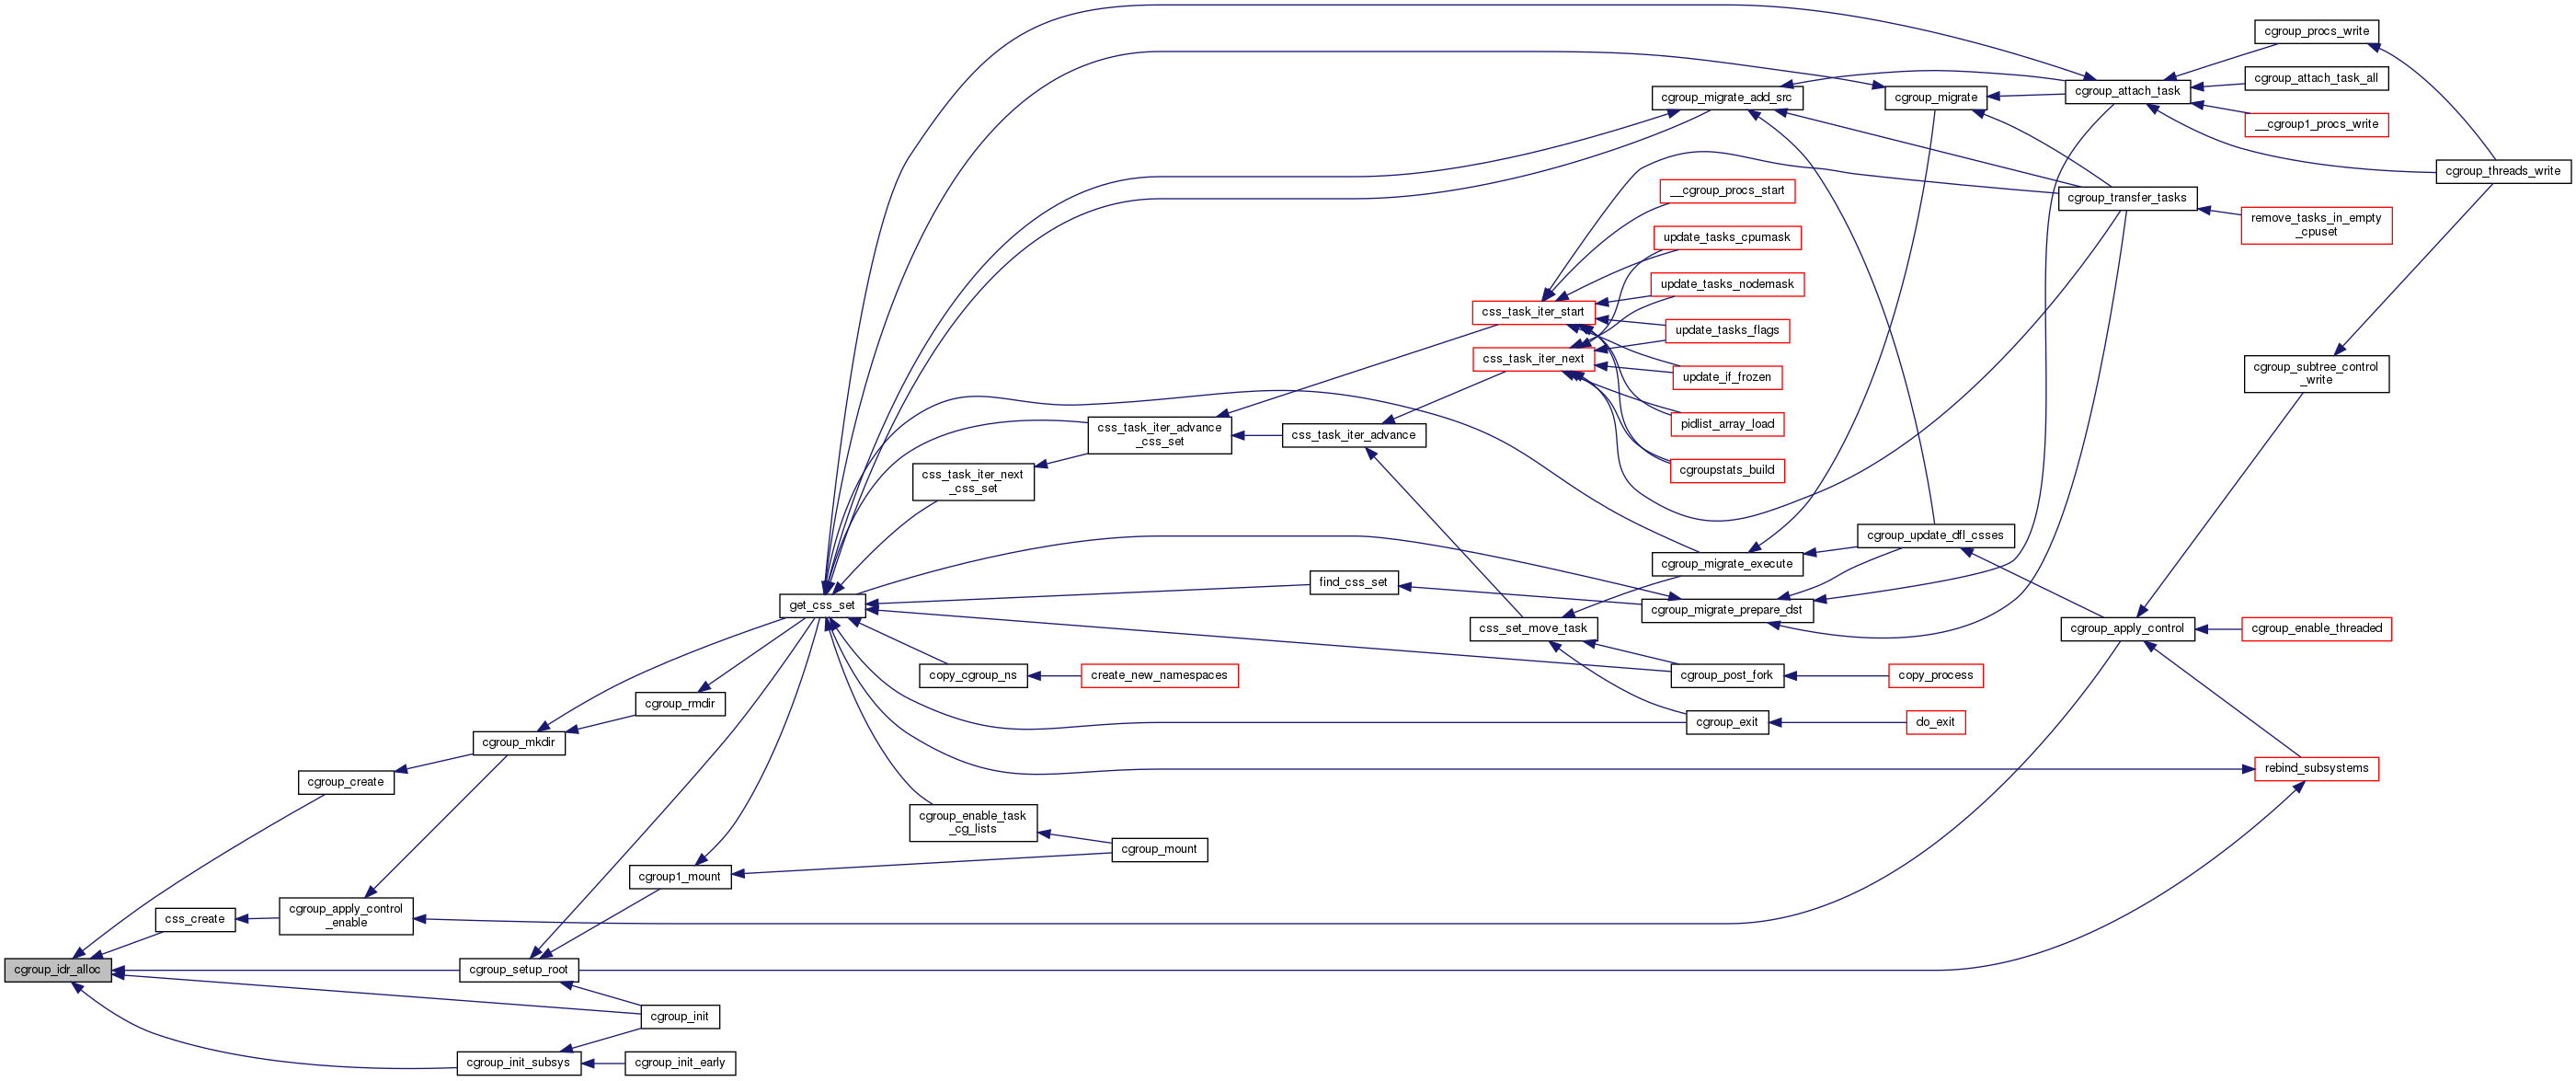 cgroup_procs_write
cgroup_attach_task_all
cgroup_attach_task
cgroup_migrate_add_src
cgroup_migrate
__cgroup1_procs_write
cgroup_threads_write
__cgroup_procs_start
cgroup_transfer_tasks
remove_tasks_in_empty
_cpuset
update_tasks_cpumask
update_tasks_nodemask
css_task_iter_start
update_tasks_flags
css_task_iter_next
update_if_frozen
cgroup_subtree_control
_write
pidlist_array_load
css_task_iter_advance
_css_set
css_task_iter_advance
cgroupstats_build
css_task_iter_next
_css_set
cgroup_update_dfl_csses
cgroup_migrate_execute
find_css_set
get_css_set
cgroup_migrate_prepare_dst
css_set_move_task
cgroup_apply_control
cgroup_enable_threaded
copy_cgroup_ns
create_new_namespaces
cgroup_post_fork
copy_process
cgroup_rmdir
cgroup_exit
do_exit
cgroup_mkdir
rebind_subsystems
cgroup_create
cgroup_enable_task
_cg_lists
cgroup_mount
cgroup1_mount
cgroup_apply_control
_enable
css_create
cgroup_idr_alloc
cgroup_setup_root
cgroup_init
cgroup_init_subsys
cgroup_init_early